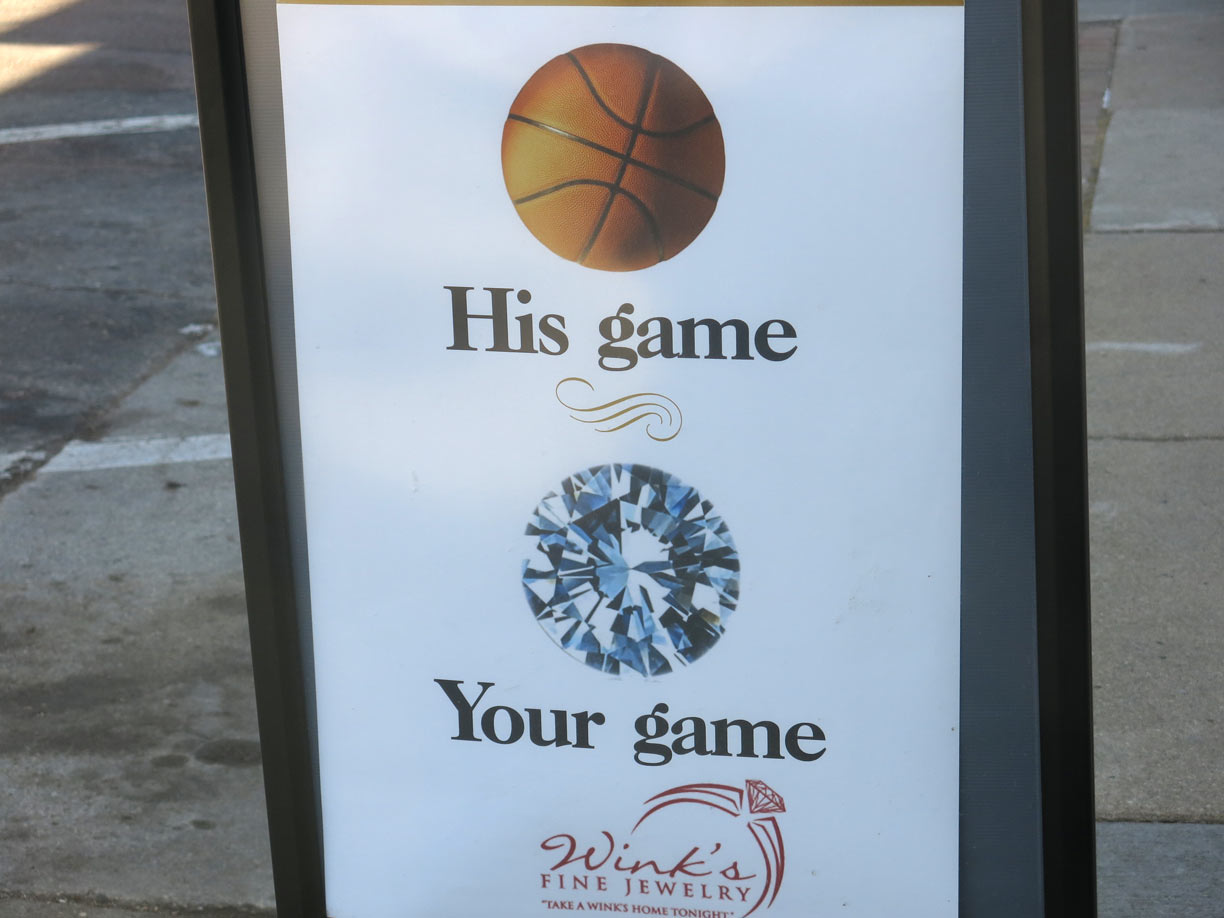 His game
Your game
Wink's
FINE JEWELRY
"TAKE A WINK'S HOME TONIGHT"